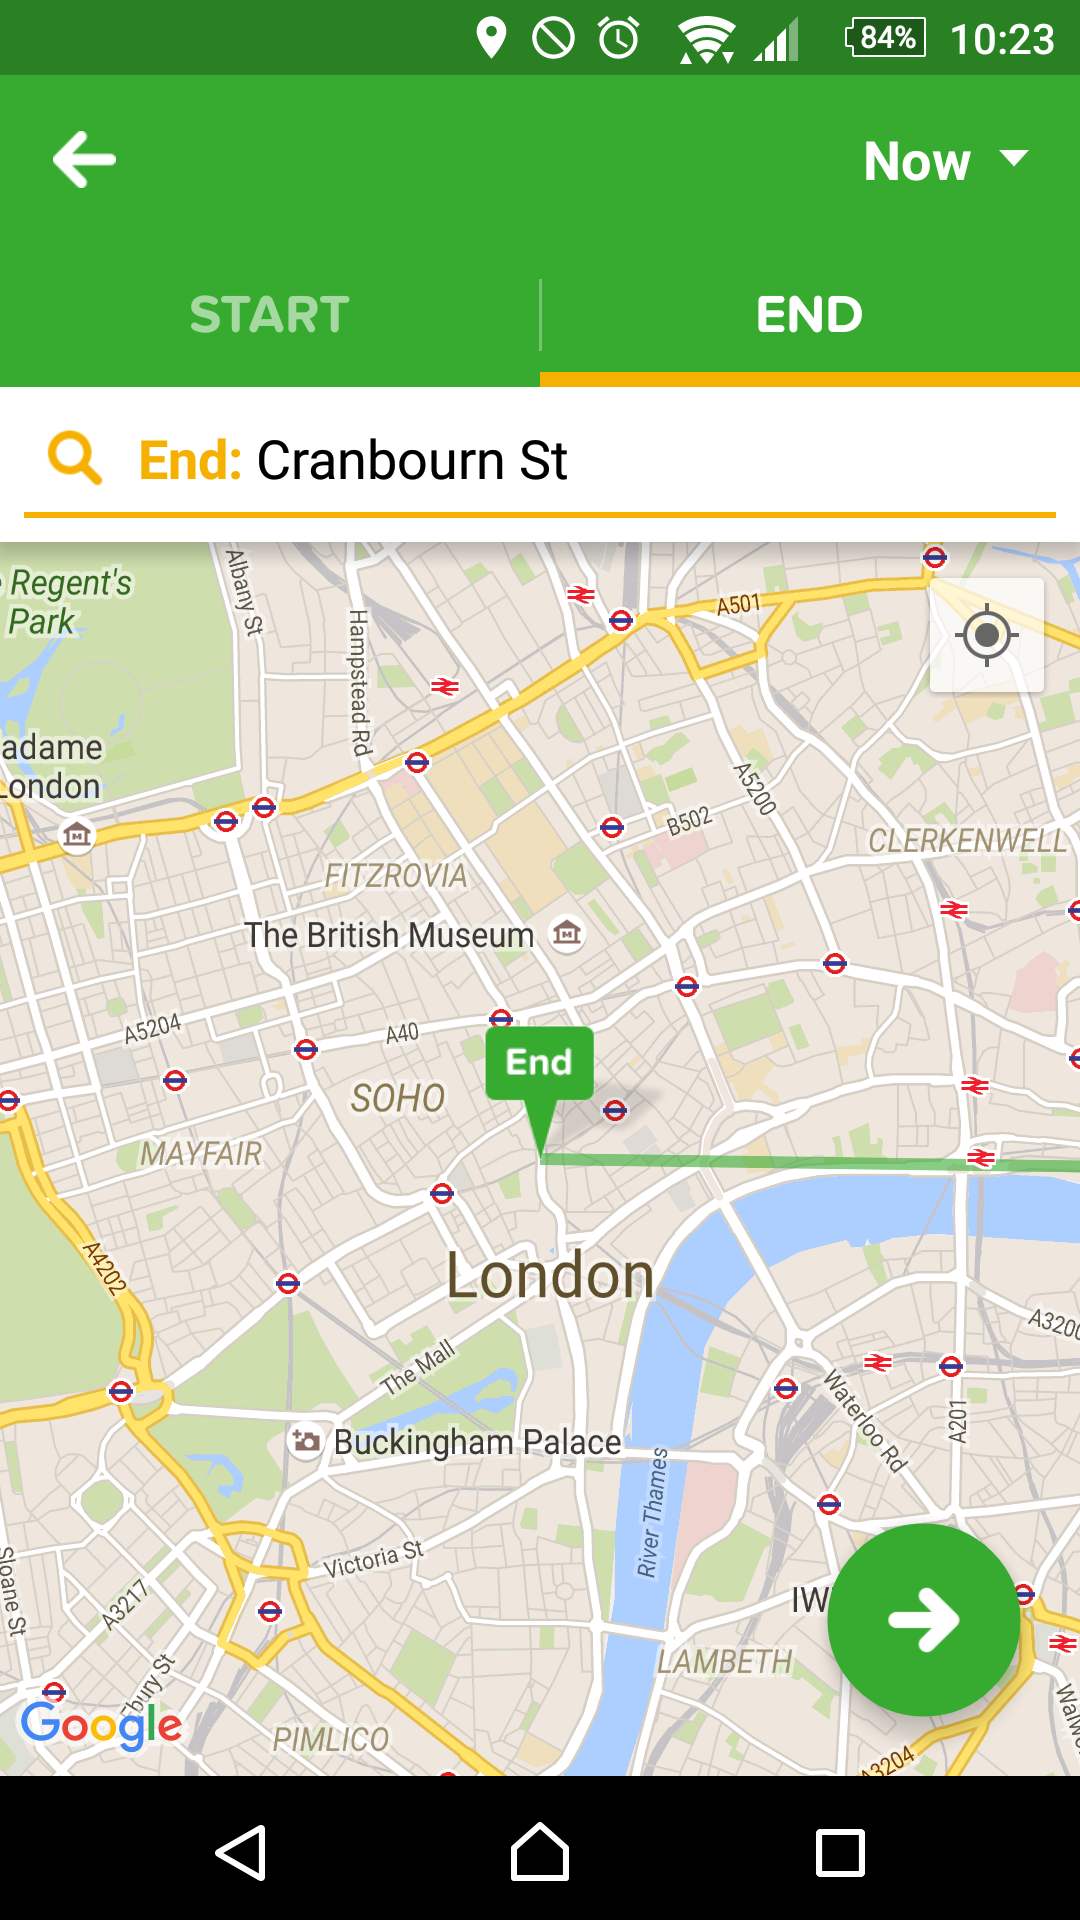 84% 10:23
Now
START END
End: Cranbourn St
Regent's
Park
Albany St
Hampstead Rd
A501
adame
London
A5200
B502
CLERKENWELL
FITZROVIA
The British Museum
A5204
A40
End
SOHO
MAYFAIR
A4202
London
A3200
The Mall
Waterloo Rd
A201
Buckingham Palace
River Thames
Victoria St
Sloane St
A3217
IW
LAMBETH
Ebury St
Google
PIMLICO
A3204